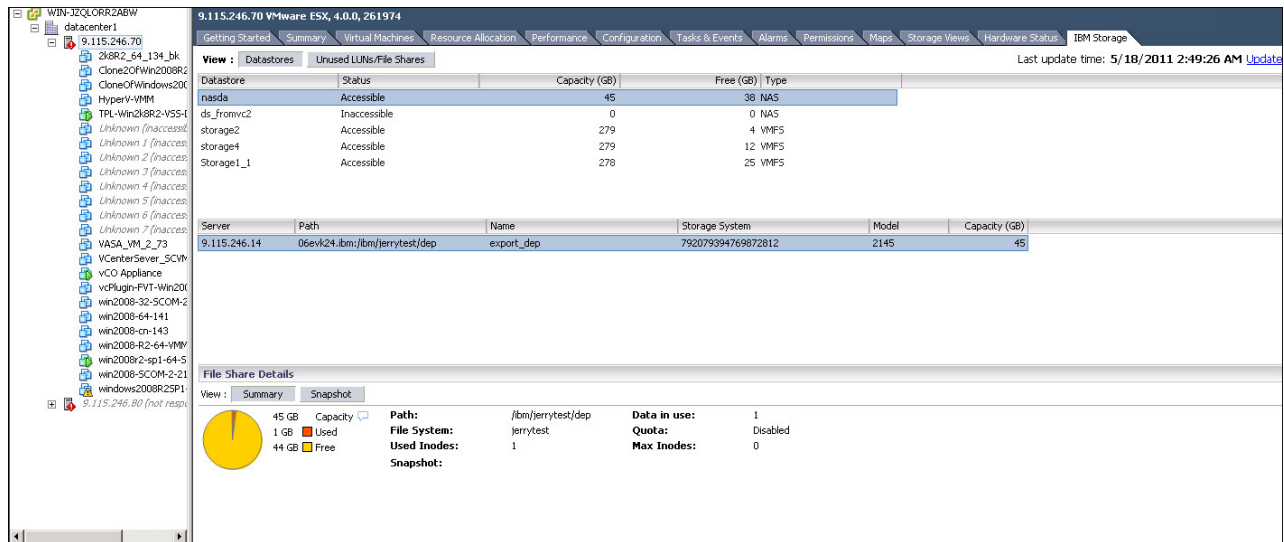 WIN-JZQLORR2ABW
datacenter1
9.115.246.70
2k8R2_64_134_bk
Clone2OfWin2008R2
CloneOfWindows200
HyperV-VMM
TPL-Win2k8R2-VSS-
Unknown (inaccessi
Unknown 1 (inacces
Unknown 2 (inacces
Unknown 3 (inacces
Unknown 4 (inacces
Unknown 5 (inacces
Unknown 6 (inacces
Unknown 7 (inacces
VASA_VM_2_73
VCenterSever_SCVM
vCO Appliance
vcPlugin-FVT-Win200
win2008-32-SCOM-2
win2008-64-141
win2008-cn-143
win2008-R2-64-VMM
win2008r2-sp1-64-S
win2008-SCOM-2-21
windows2008R2SP1-
9.115.246.80 (not respo
9.115.246.70 VMware ESX, 4.0.0, 261974
Getting Started Summary Virtual Machines Resource Allocation Performance Configuration Tasks & Events Alarms Permissions Maps Storage Views Hardware Status IBM Storage
View : Datastores Unused LUNs/File Shares Last update time: 5/18/2011 2:49:26 AM Update
Datastore Status Capacity (GB) Free (GB) Type
nasda Accessible 45 38 NAS
ds_fromvc2 Inaccessible 0 0 NAS
storage2 Accessible 279 4 VMFS
storage4 Accessible 279 12 VMFS
Storage1_1 Accessible 278 25 VMFS
Server Path Name Storage System Model Capacity (GB)
9.115.246.14 06evk24.ibm:/ibm/jerrytest/dep export_dep 792079394769872812 2145 45
File Share Details
View : Summary Snapshot
45 GB Capacity Path: /ibm/jerrytest/dep Data in use: 1
1 GB Used File System: jerrytest Quota: Disabled
44 GB Free Used Inodes: 1 Max Inodes: 0
Snapshot: